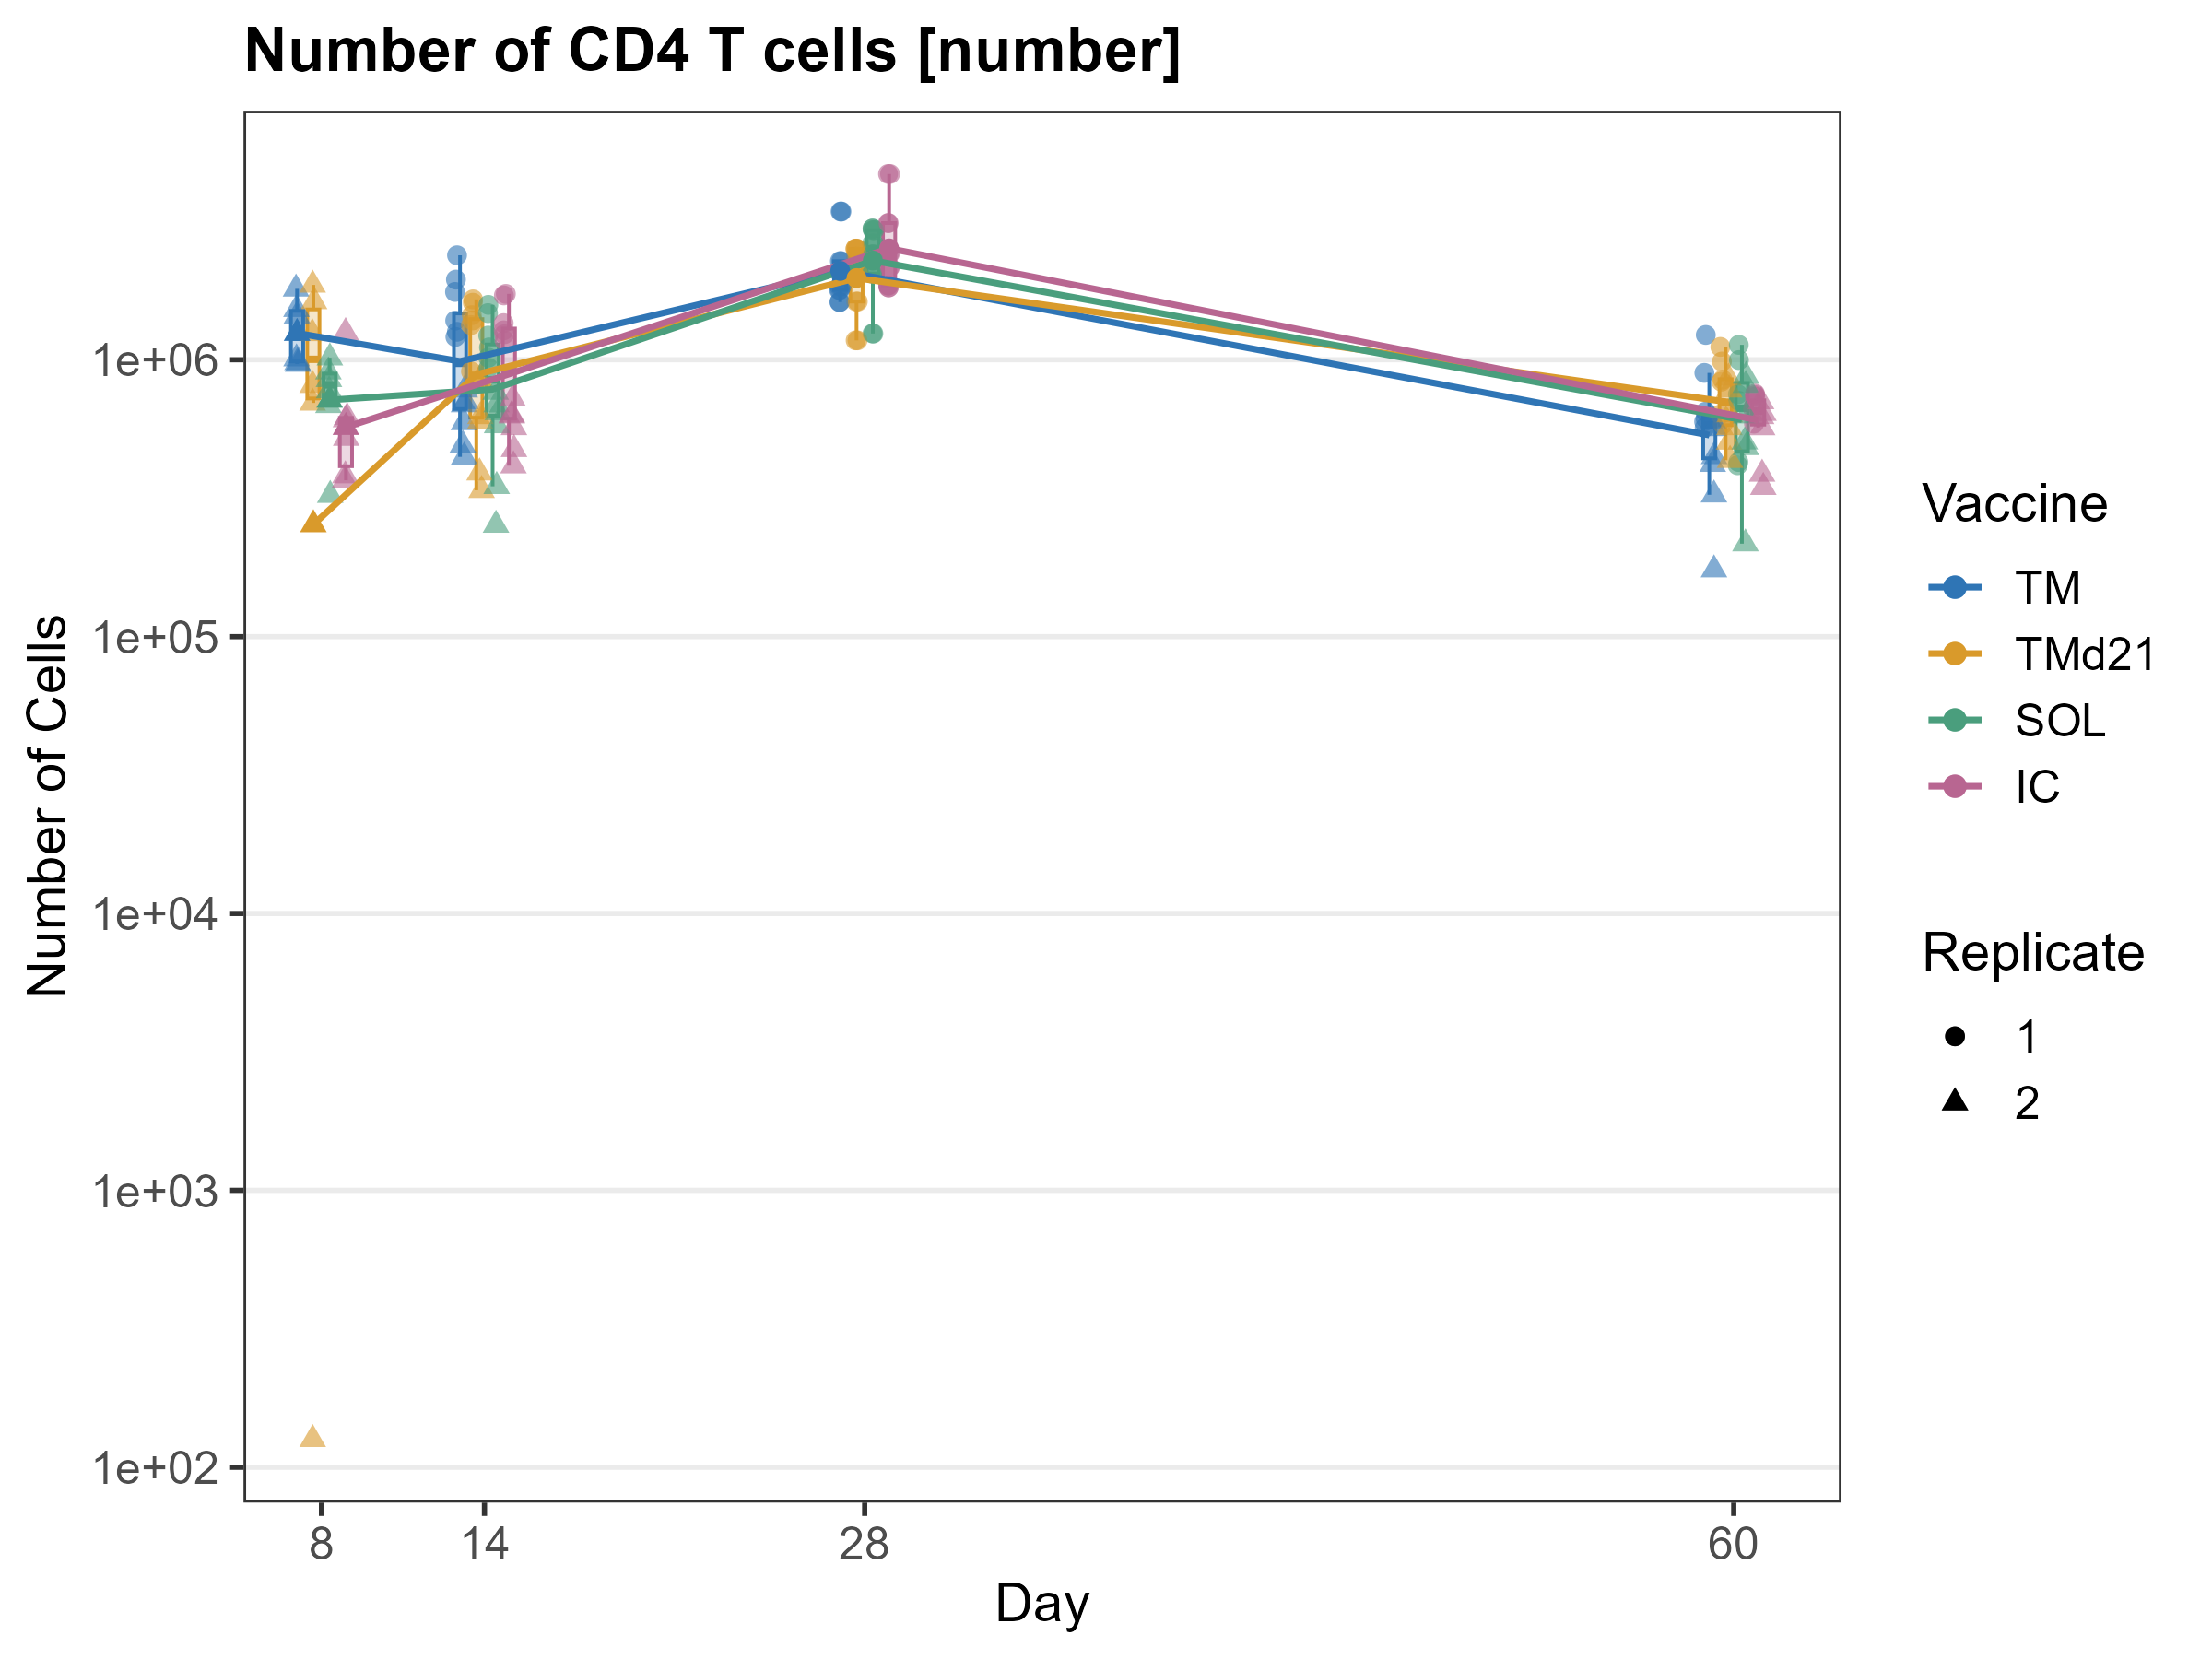 Number of CD4 T cells [number]
Number of Cells
1e+06
1e+05
1e+04
1e+03
1e+02
8
14
28
60
Day
Vaccine
TM
TMd21
SOL
IC
Replicate
1
2